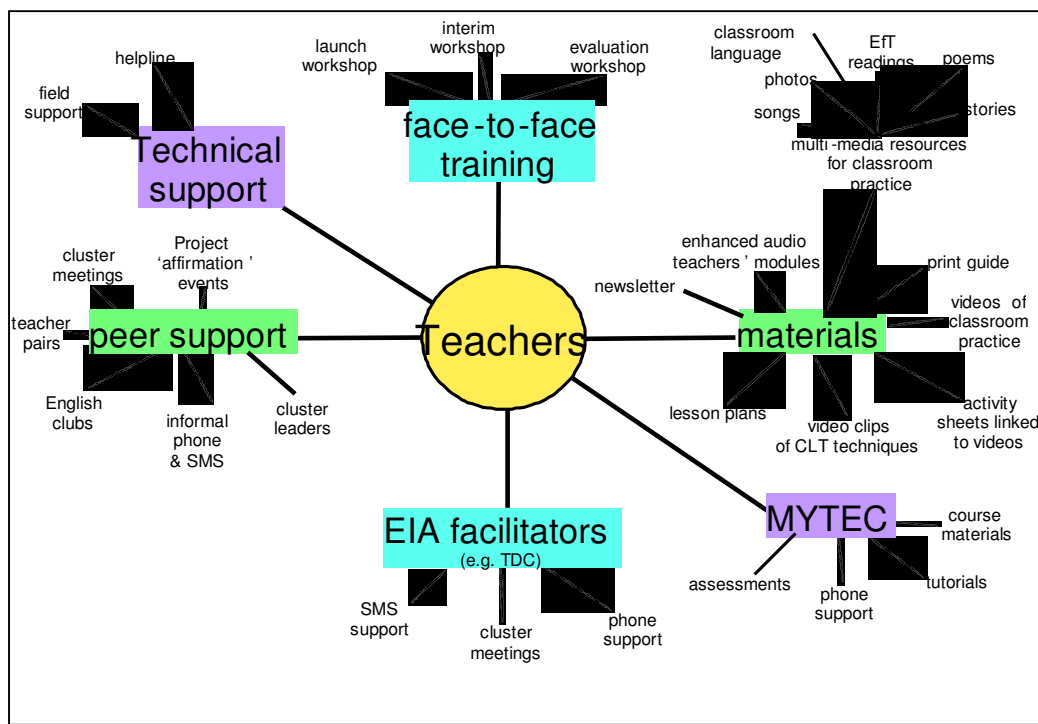 helpline
field
support
Technical
support
launch
workshop
interim
workshop
evaluation
workshop
face-to-face
training
classroom
language
EfT
readings
poems
photos
songs
stories
multi-media resources
for classroom
practice
cluster
meetings
Project
‘affirmation’
events
teacher
pairs
peer support
English
clubs
informal
phone
& SMS
cluster
leaders
Teachers
enhanced audio
teachers’ modules
newsletter
print guide
videos of
classroom
practice
materials
lesson plans
video clips
of CLT techniques
activity
sheets linked
to videos
EIA facilitators
(e.g. TDC)
SMS
support
cluster
meetings
phone
support
MYTEC
course
materials
assessments
phone
support
tutorials